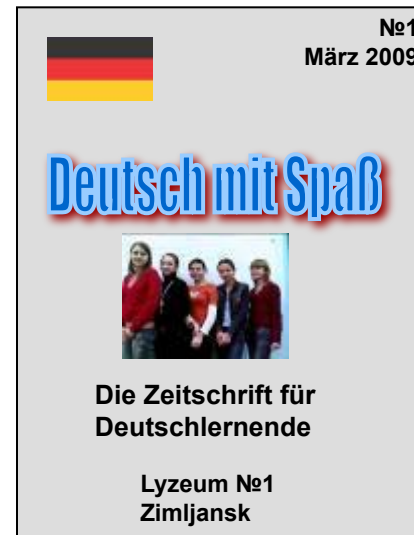 №1
März 2009
Deutsch mit Spaß
Die Zeitschrift für
Deutschlernende
Lyzeum №1
Zimljansk